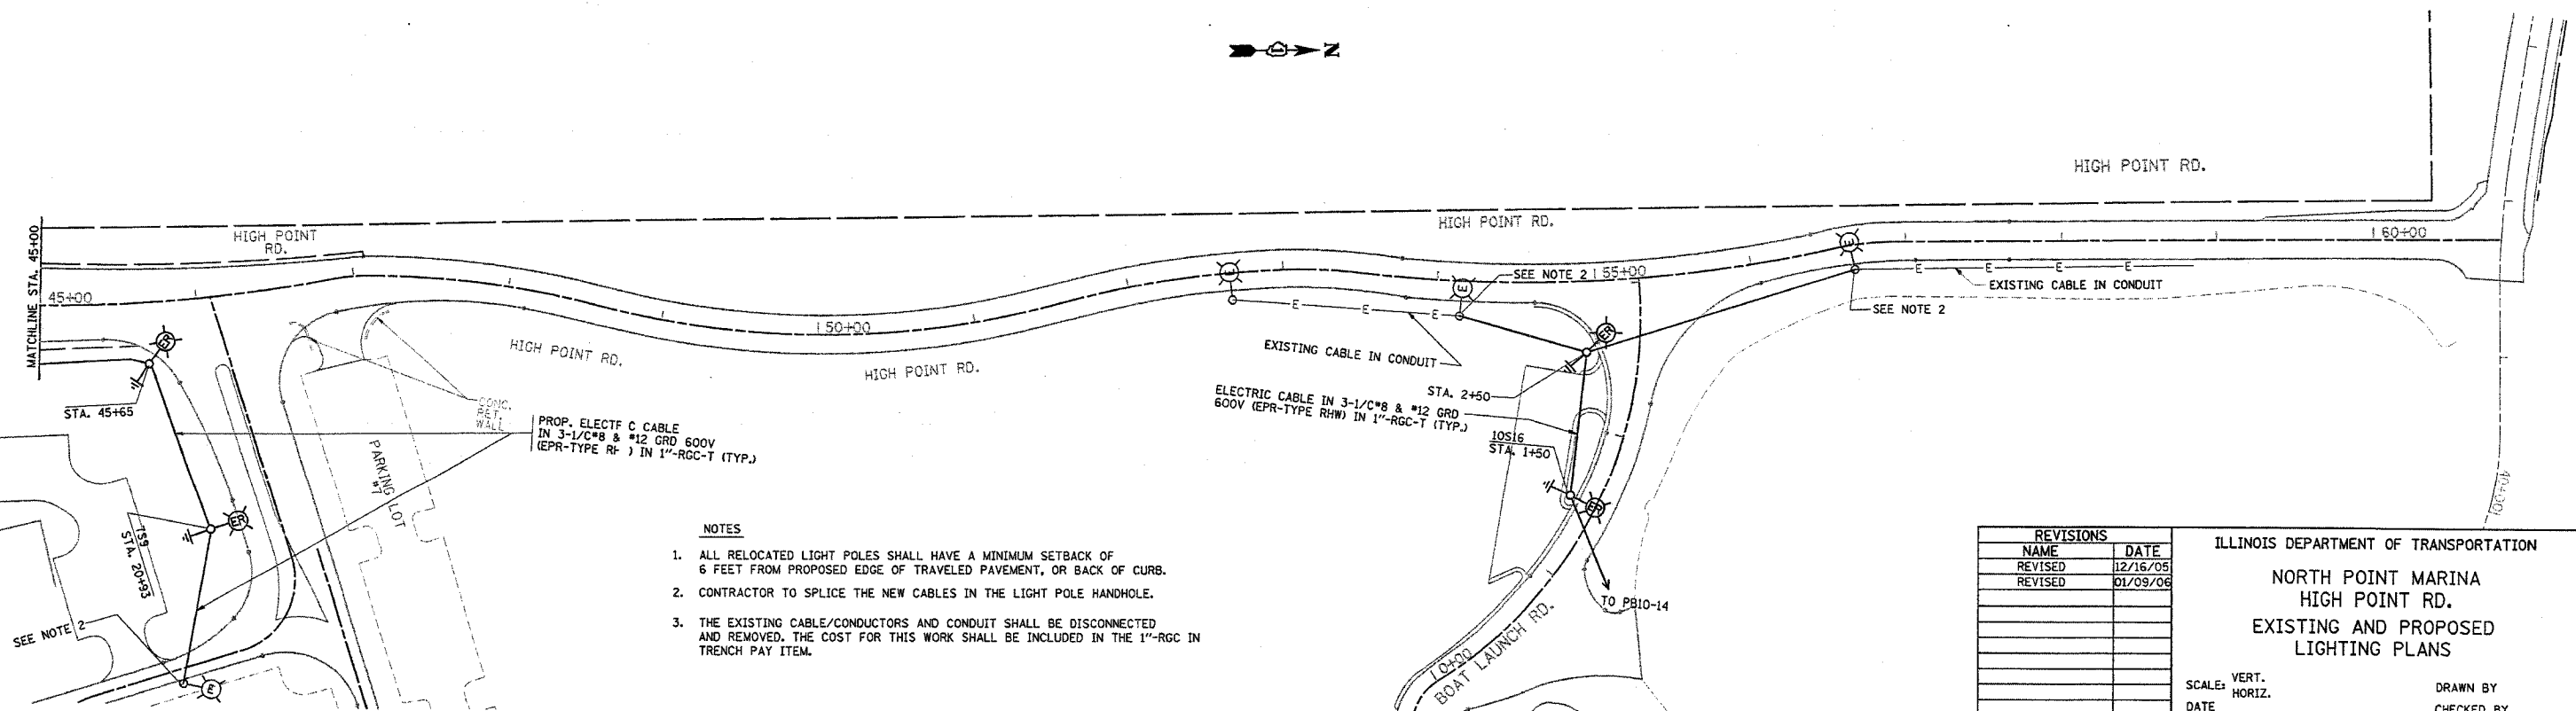 N
HIGH POINT RD.
HIGH POINT RD.
HIGH POINT
RD.
MATCHLINE STA. 45+00
45+00
50+00
55+00
60+00
SEE NOTE 2
E
E
E
E
E
E
E
E
E
E
EXISTING CABLE IN CONDUIT
SEE NOTE 2
ER
STA. 45+65
HIGH POINT RD.
HIGH POINT RD.
EXISTING CABLE IN CONDUIT
ER
STA. 2+50
ELECTRIC CABLE IN 3-1/C#8 & #12 GRD
600V (EPR-TYPE RHW) IN 1"-RGC-T (TYP.)
10S16
STA. 1+50
ER
TO PB10-14
CONC.
RET.
WALL
PROP. ELECTF C CABLE
IN 3-1/C#8 & #12 GRD 600V
(EPR-TYPE RH ) IN 1"-RGC-T (TYP.)
PARKING LOT
#7
7S9
STA. 20+93
ER
SEE NOTE 2
E
10+00
BOAT LAUNCH RD.
NOTES
1. ALL RELOCATED LIGHT POLES SHALL HAVE A MINIMUM SETBACK OF
6 FEET FROM PROPOSED EDGE OF TRAVELED PAVEMENT, OR BACK OF CURB.
2. CONTRACTOR TO SPLICE THE NEW CABLES IN THE LIGHT POLE HANDHOLE.
3. THE EXISTING CABLE/CONDUCTORS AND CONDUIT SHALL BE DISCONNECTED
AND REMOVED. THE COST FOR THIS WORK SHALL BE INCLUDED IN THE 1"-RGC IN
TRENCH PAY ITEM.
REVISIONS
NAME DATE
REVISED 12/16/05
REVISED 01/09/06
ILLINOIS DEPARTMENT OF TRANSPORTATION
NORTH POINT MARINA
HIGH POINT RD.
EXISTING AND PROPOSED
LIGHTING PLANS
SCALE: VERT.
HORIZ.
DATE
DRAWN BY
CHECKED BY